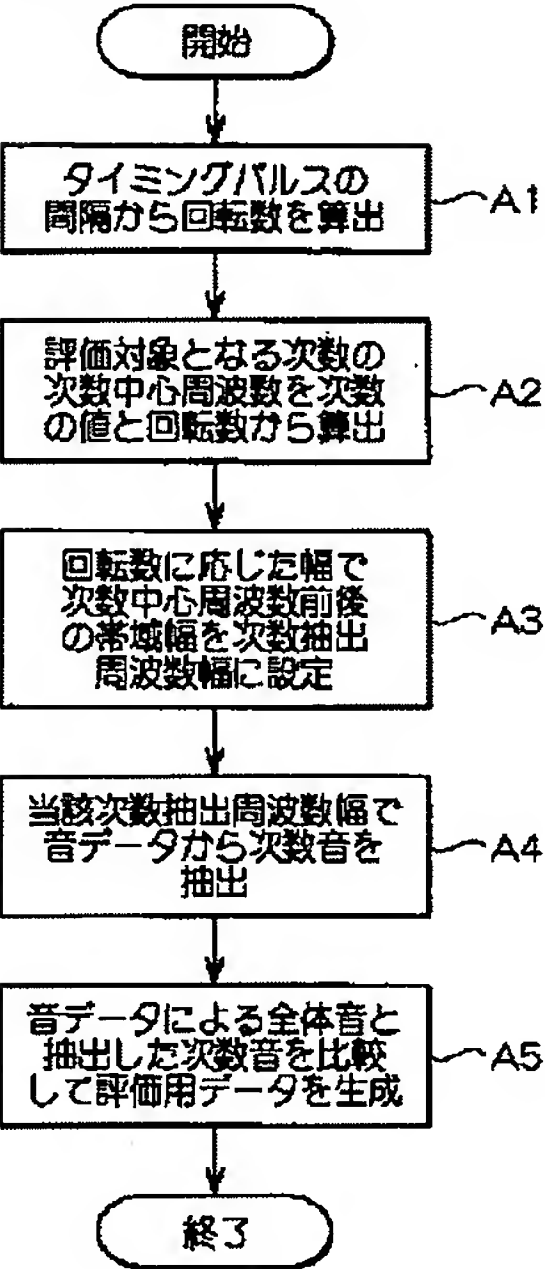 開始
タイミングパルスの
間隔から回転数を算出
A1
評価対象となる次数の
次数中心周波数を次数
の値と回転数から算出
A2
回転数に応じた幅で
次数中心周波数前後
の帯域幅を次数抽出
周波数幅に設定
A3
当該次数抽出周波数幅で
音データから次数音を
抽出
A4
音データによる全体音と
抽出した次数音を比較
して評価用データを生成
A5
終了